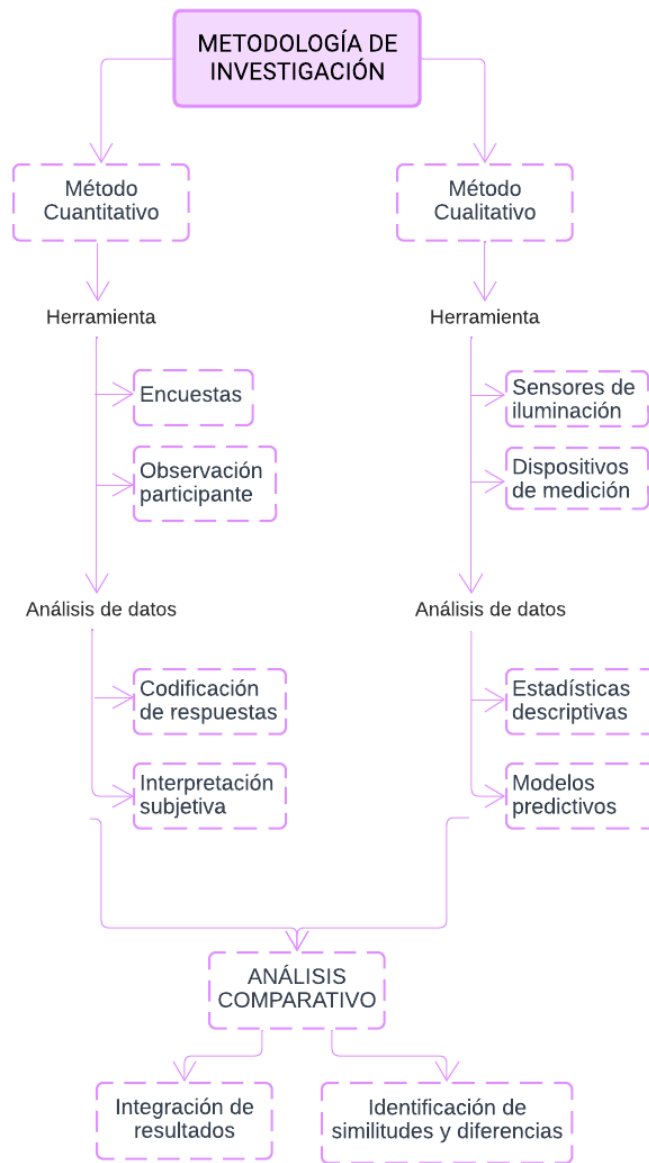 METODOLOGÍA DE
INVESTIGACIÓN
Método
Cuantitativo
Herramienta
Encuestas
Observación
participante
Análisis de datos
Codificación
de respuestas
Interpretación
subjetiva
Método
Cualitativo
Herramienta
Sensores de
iluminación
Dispositivos
de medición
Análisis de datos
Estadísticas
descriptivas
Modelos
predictivos
ANÁLISIS
COMPARATIVO
Integración de
resultados
Identificación de
similitudes y diferencias